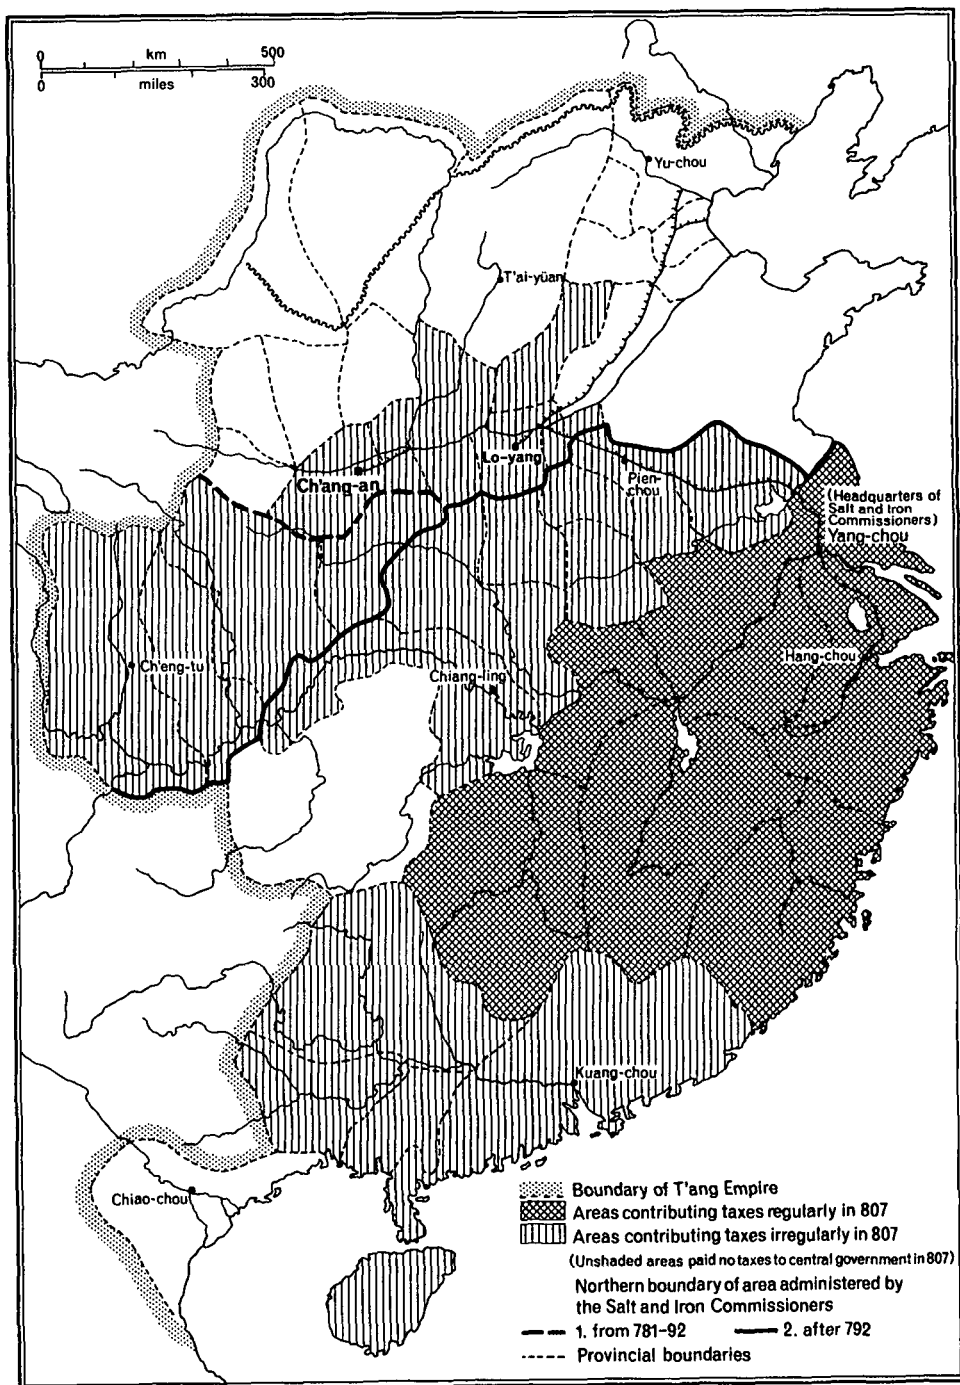 0 km 500
0 miles 300
Yu-chou
T'ai-yüan
Lo-yang
Ch'ang-an
Pien-
chou
(Headquarters of
Salt and Iron
Commissioners)
Yang-chou
Ch'eng-tu
Hang-chou
Chiang-ling
Kuang-chou
Chiao-chou
Boundary of T'ang Empire
Areas contributing taxes regularly in 807
Areas contributing taxes irregularly in 807
(Unshaded areas paid no taxes to central government in 807)
Northern boundary of area administered by
the Salt and Iron Commissioners
1. from 781-92 2. after 792
Provincial boundaries